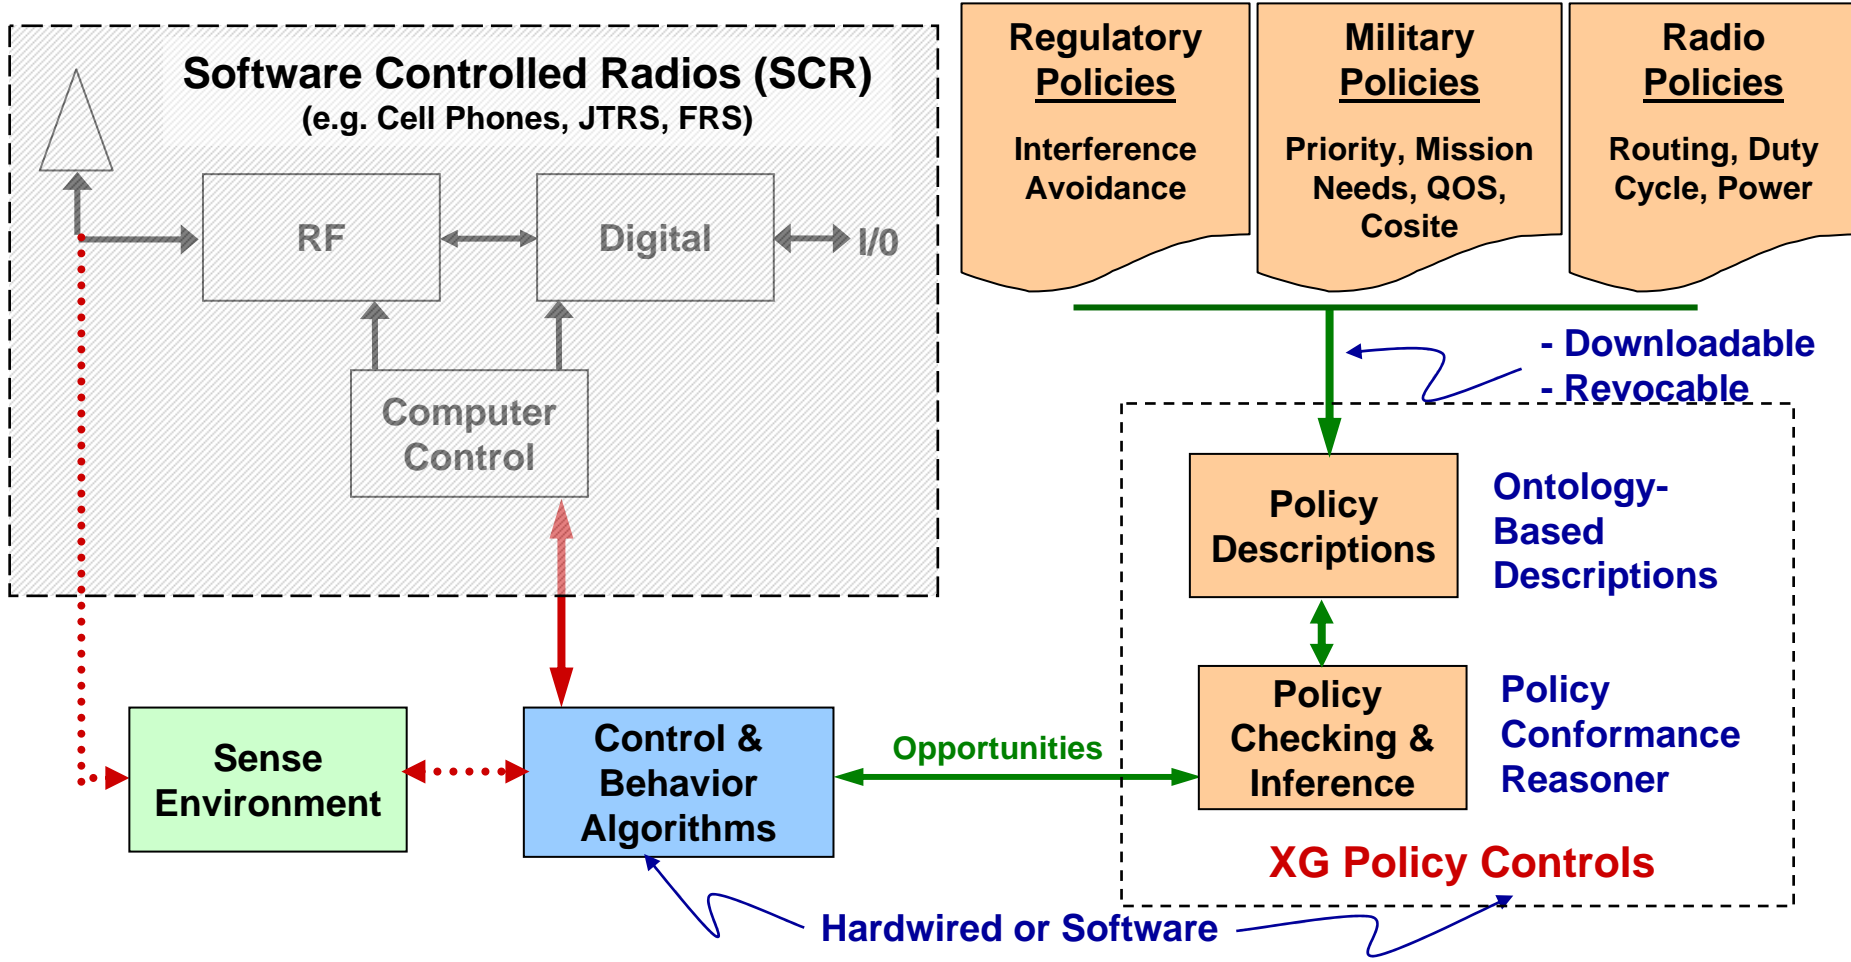 Software Controlled Radios (SCR)
(e.g. Cell Phones, JTRS, FRS)
RF
Digital
I/0
Computer
Control
Regulatory
Policies
Interference
Avoidance
Military
Policies
Priority, Mission
Needs, QOS,
Cosite
Radio
Policies
Routing, Duty
Cycle, Power
- Downloadable
- Revocable
Policy
Descriptions
Ontology-
Based
Descriptions
Policy
Checking &
Inference
Policy
Conformance
Reasoner
XG Policy Controls
Sense
Environment
Control &
Behavior
Algorithms
Opportunities
Hardwired or Software